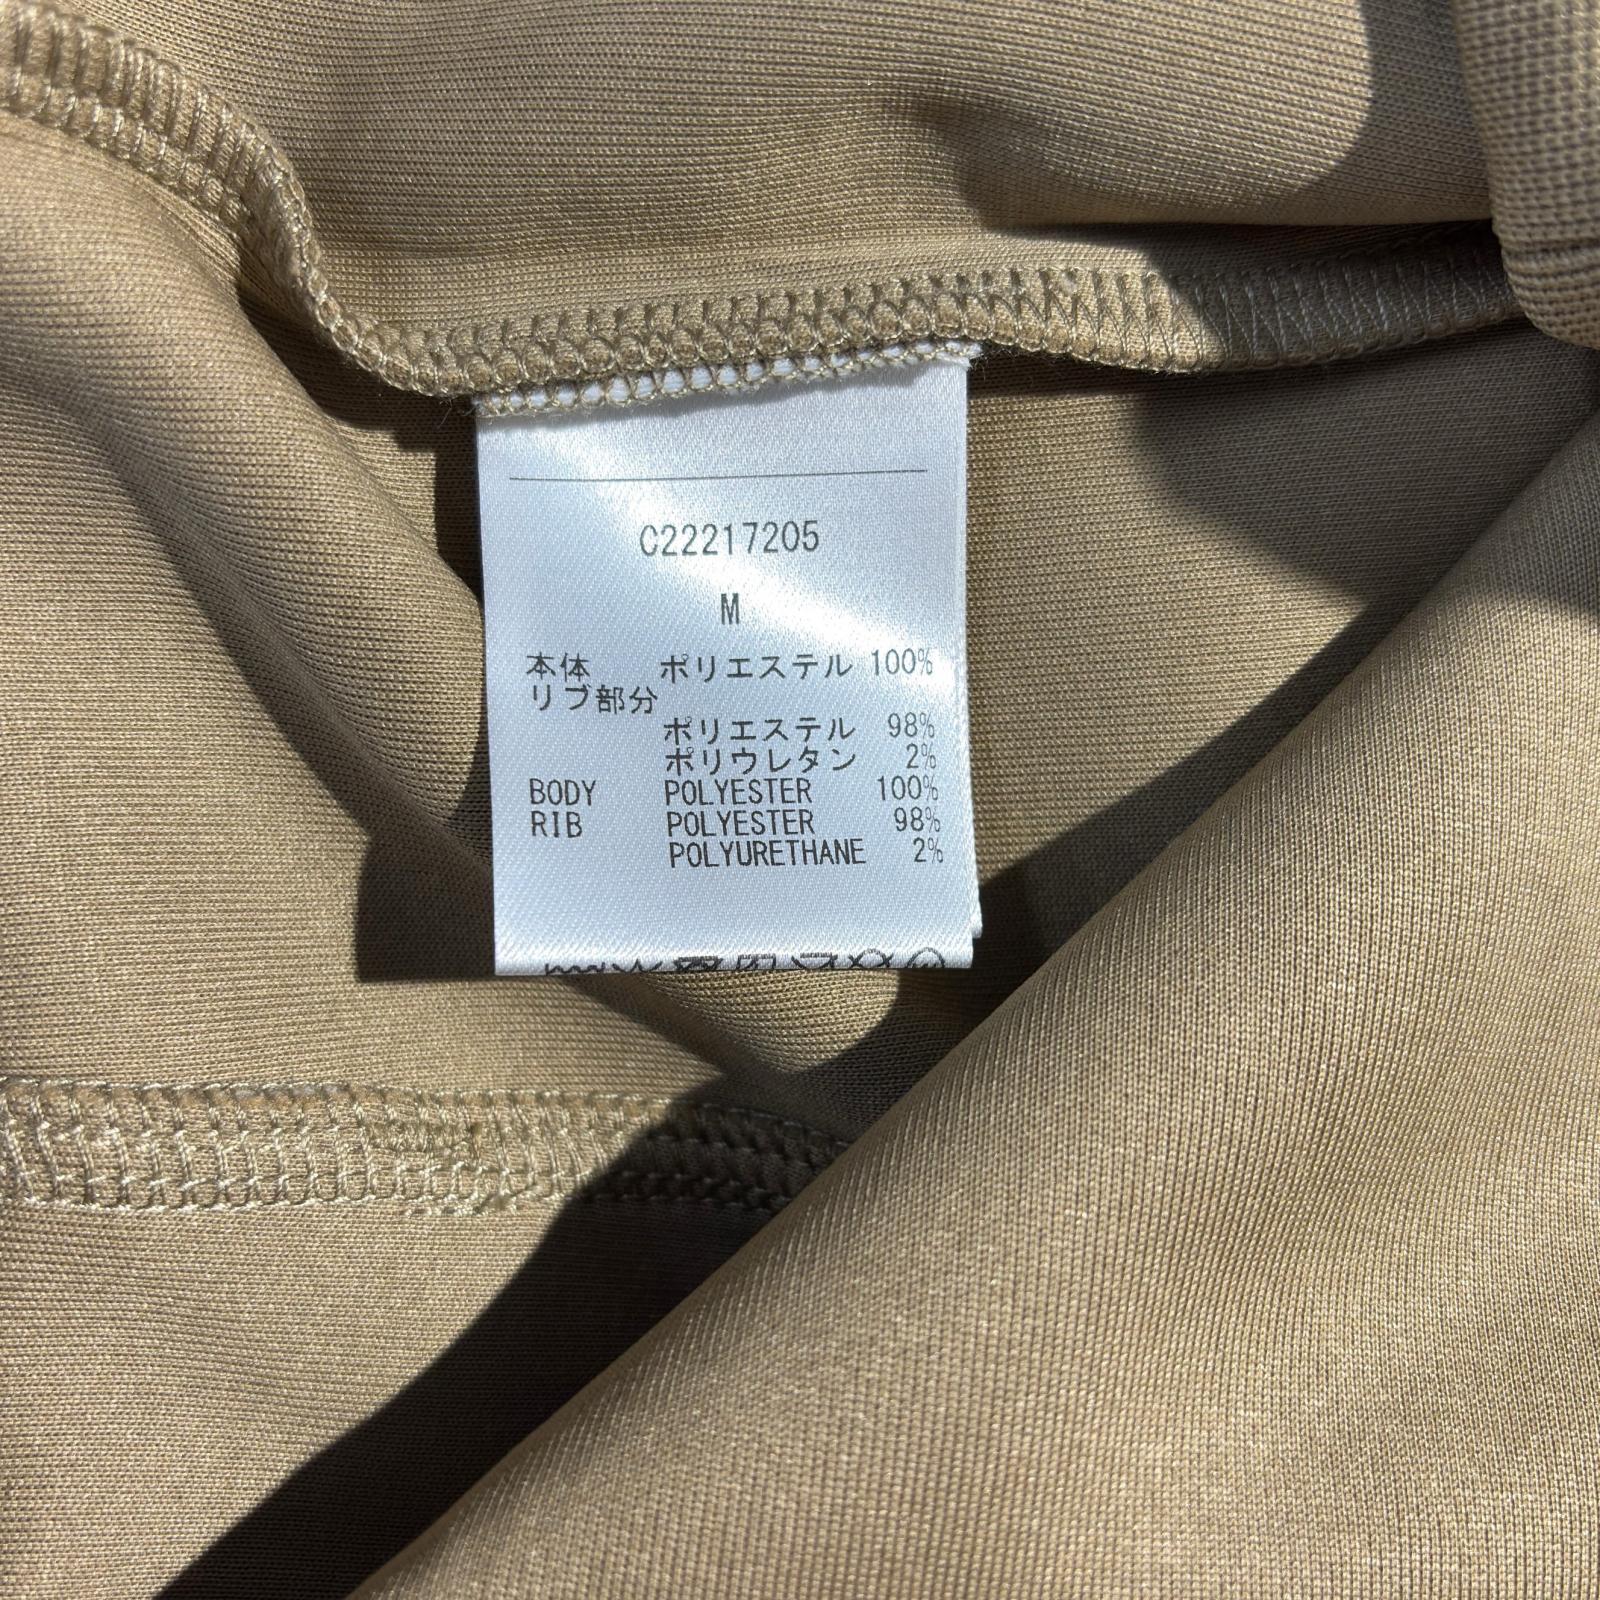 C22217205
M
本体 ポリエステル 100%
リブ部分
ポリエステル 98%
ポリウレタン 2%
BODY POLYESTER 100%
RIB POLYESTER 98%
POLYURETHANE 2%